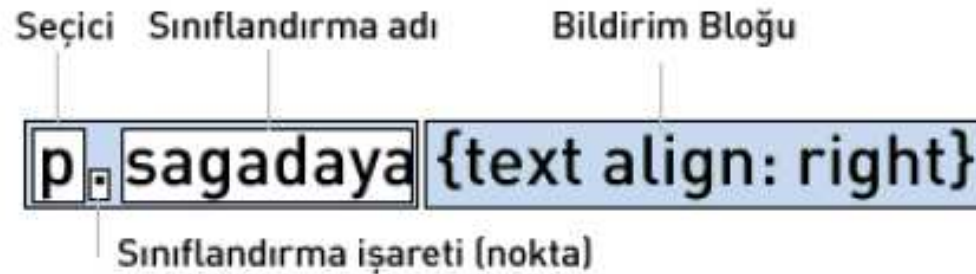 Seçici Sınıflandırma adı Bildirim Bloğu
p.sagadaya {text align: right}
Sınıflandırma işareti (nokta)